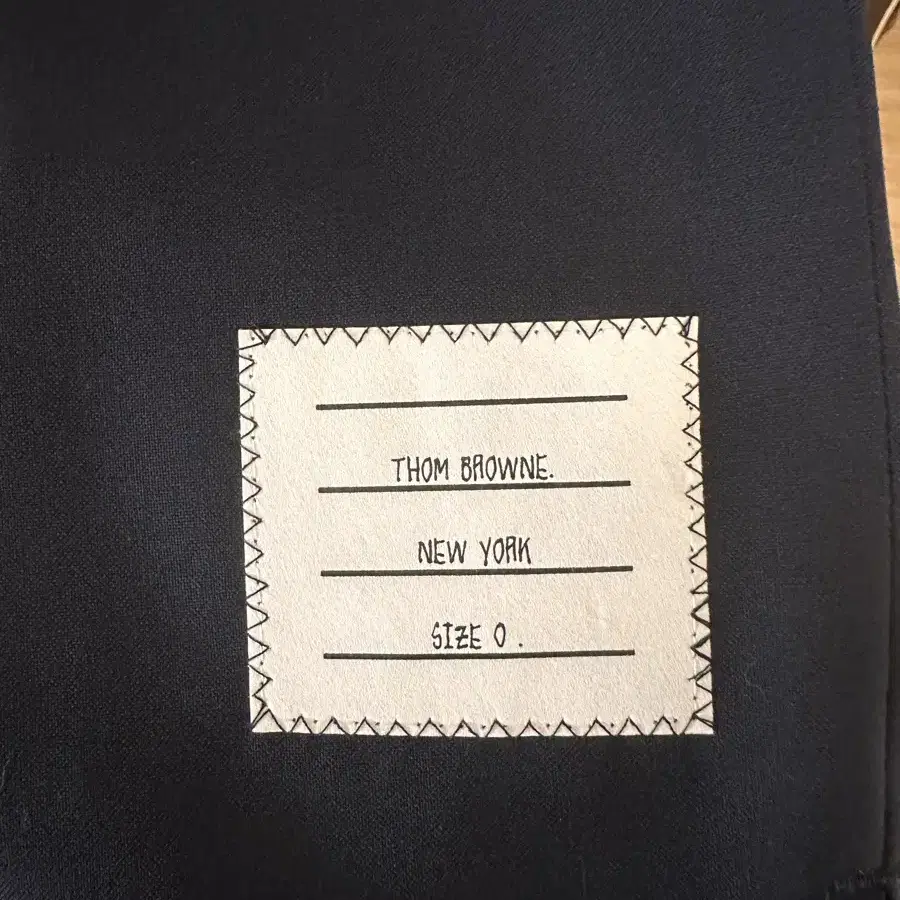 THOM BROWNE.
NEW YORK
SIZE 0 .